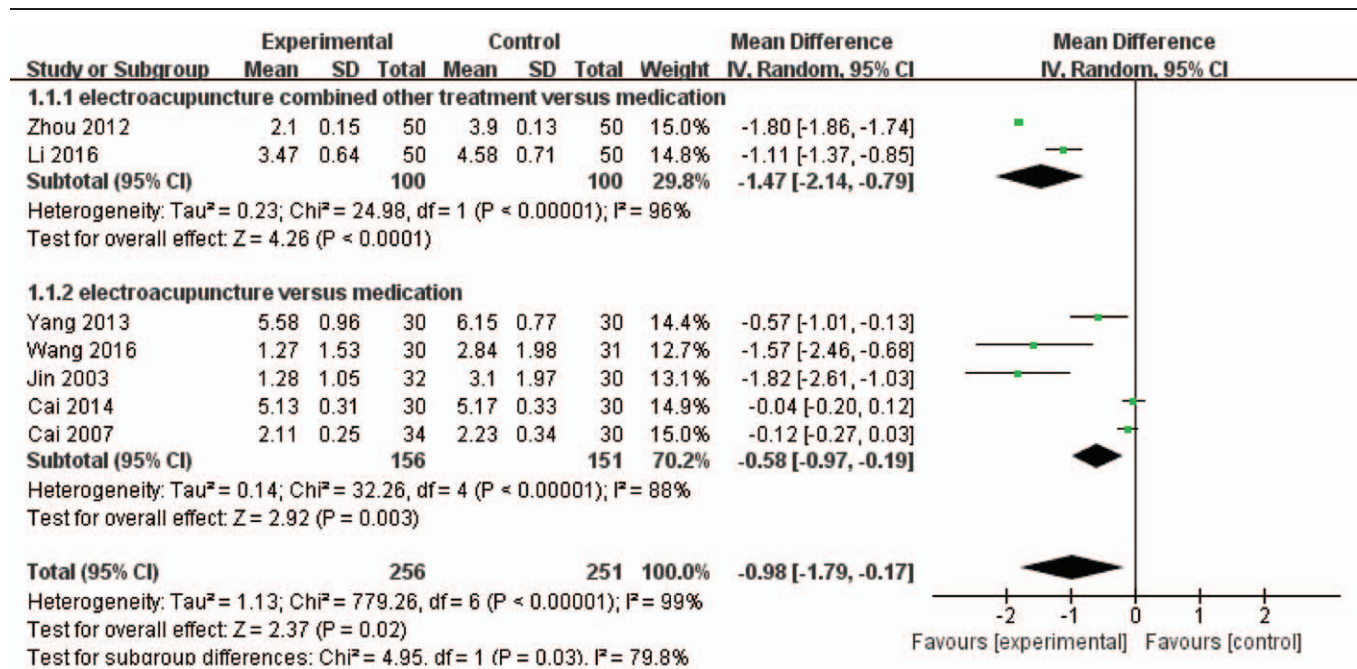 Experimental Control Mean Difference Mean Difference
Study or Subgroup Mean SD Total Mean SD Total Weight IV, Random, 95% CI IV, Random, 95% CI
1.1.1 electroacupuncture combined other treatment versus medication
Zhou 2012 2.1 0.15 50 3.9 0.13 50 15.0% -1.80 [-1.86, -1.74]
Li 2016 3.47 0.64 50 4.58 0.71 50 14.8% -1.11 [-1.37, -0.85]
Subtotal (95% CI) 100 100 29.8% -1.47 [-2.14, -0.79]
Heterogeneity: Tau² = 0.23; Chi² = 24.98, df = 1 (P < 0.00001); I² = 96%
Test for overall effect: Z = 4.26 (P < 0.0001)
1.1.2 electroacupuncture versus medication
Yang 2013 5.58 0.96 30 6.15 0.77 30 14.4% -0.57 [-1.01, -0.13]
Wang 2016 1.27 1.53 30 2.84 1.98 31 12.7% -1.57 [-2.46, -0.68]
Jin 2003 1.28 1.05 32 3.1 1.97 30 13.1% -1.82 [-2.61, -1.03]
Cai 2014 5.13 0.31 30 5.17 0.33 30 14.9% -0.04 [-0.20, 0.12]
Cai 2007 2.11 0.25 34 2.23 0.34 30 15.0% -0.12 [-0.27, 0.03]
Subtotal (95% CI) 156 151 70.2% -0.58 [-0.97, -0.19]
Heterogeneity: Tau² = 0.14; Chi² = 32.26, df = 4 (P < 0.00001); I² = 88%
Test for overall effect: Z = 2.92 (P = 0.003)
Total (95% CI) 256 251 100.0% -0.98 [-1.79, -0.17]
Heterogeneity: Tau² = 1.13; Chi² = 779.26, df = 6 (P < 0.00001); I² = 99%
Test for overall effect: Z = 2.37 (P = 0.02)
Test for subgroup differences: Chi² = 4.95, df = 1 (P = 0.03), I² = 79.8%
-2 -1 0 1 2
Favours [experimental] Favours [control]